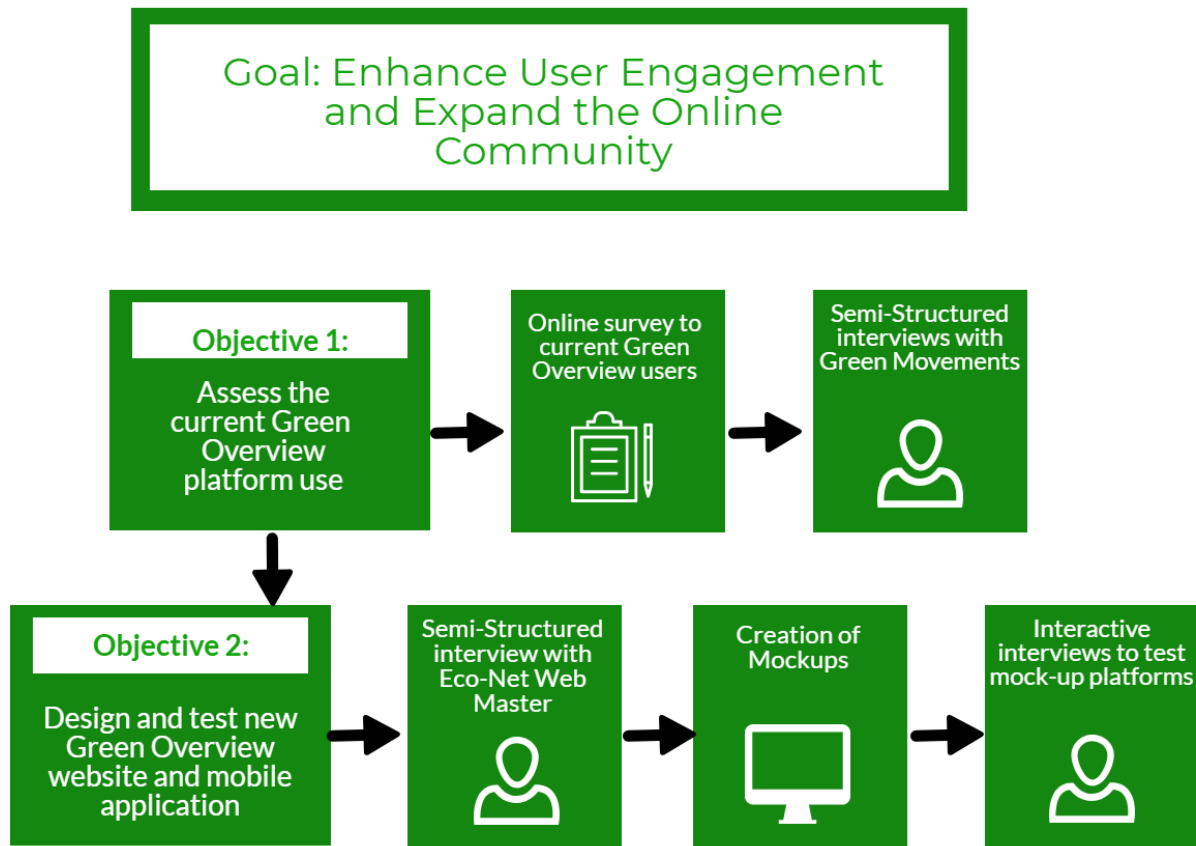 Goal: Enhance User Engagement
and Expand the Online
Community
Objective 1:
Assess the
current Green
Overview
platform use
Online survey to
current Green
Overview users
Semi-Structured
interviews with
Green Movements
Objective 2:
Design and test new
Green Overview
website and mobile
application
Semi-Structured
interview with
Eco-Net Web
Master
Creation of
Mockups
Interactive
interviews to test
mock-up platforms